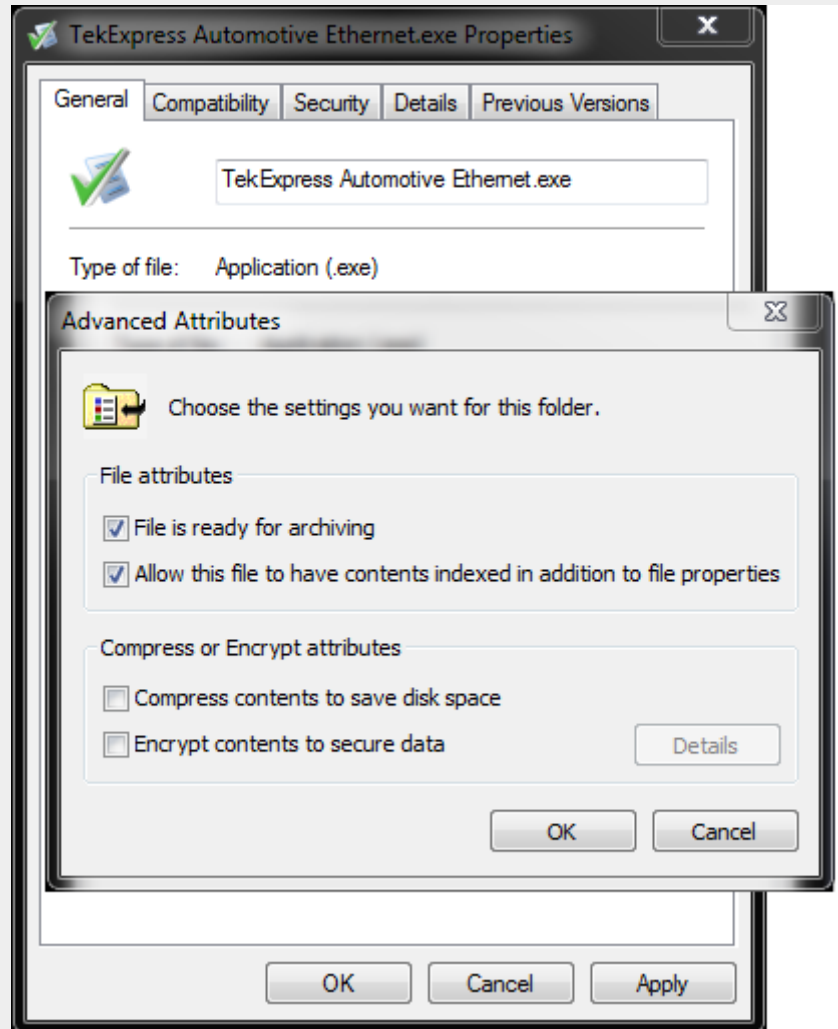 TekExpress Automotive Ethernet.exe Properties
General Compatibility Security Details Previous Versions
TekExpress Automotive Ethernet.exe
Type of file: Application (.exe)
Advanced Attributes
Choose the settings you want for this folder.
File attributes
File is ready for archiving
Allow this file to have contents indexed in addition to file properties
Compress or Encrypt attributes
Compress contents to save disk space
Encrypt contents to secure data
Details
OK Cancel
OK Cancel Apply